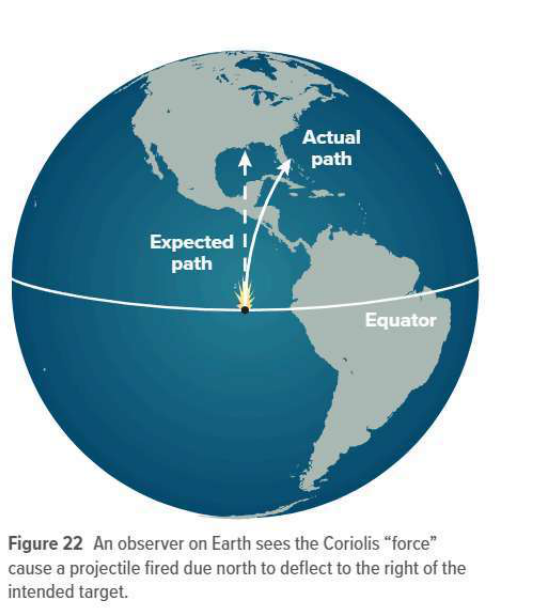 Actual
path
Expected
path
Equator
Figure 22 An observer on Earth sees the Coriolis “force”
cause a projectile fired due north to deflect to the right of the
intended target.